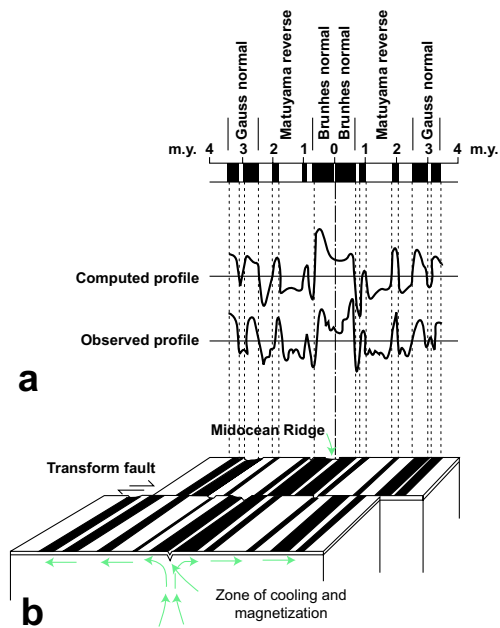 Gauss normal
Matuyama reverse
Brunhes normal
Brunhes normal
Matuyama reverse
Gauss normal
m.y. 4 3 2 1 0 1 2 3 4 m.y.
Computed profile
Observed profile
a
Midocean Ridge
Transform fault
Zone of cooling and
magnetization
b